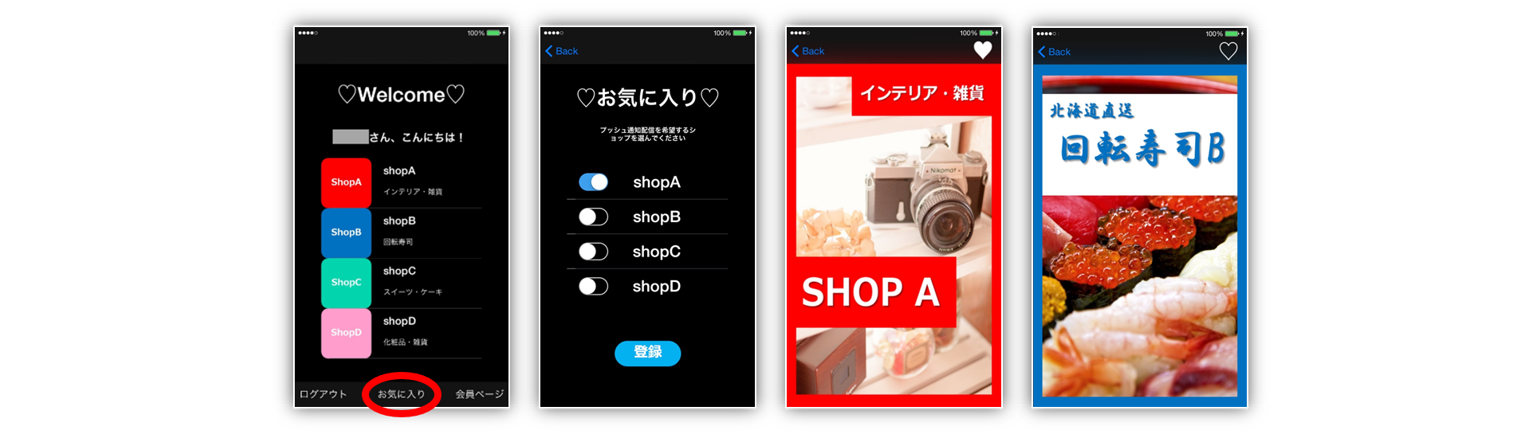 100%
♡Welcome♡
さん、こんにちは！
ShopA
shopA
インテリア・雑貨
ShopB
shopB
回転寿司
ShopC
shopC
スイーツ・ケーキ
ShopD
shopD
化粧品・雑貨
ログアウト
お気に入り
会員ページ
100%
Back
♡お気に入り♡
プッシュ通知配信を希望するシ
ョップを選んでください
shopA
shopB
shopC
shopD
登録
100%
Back
インテリア・雑貨
Nikomat
SHOP A
100%
Back
北海道直送
回転寿司B